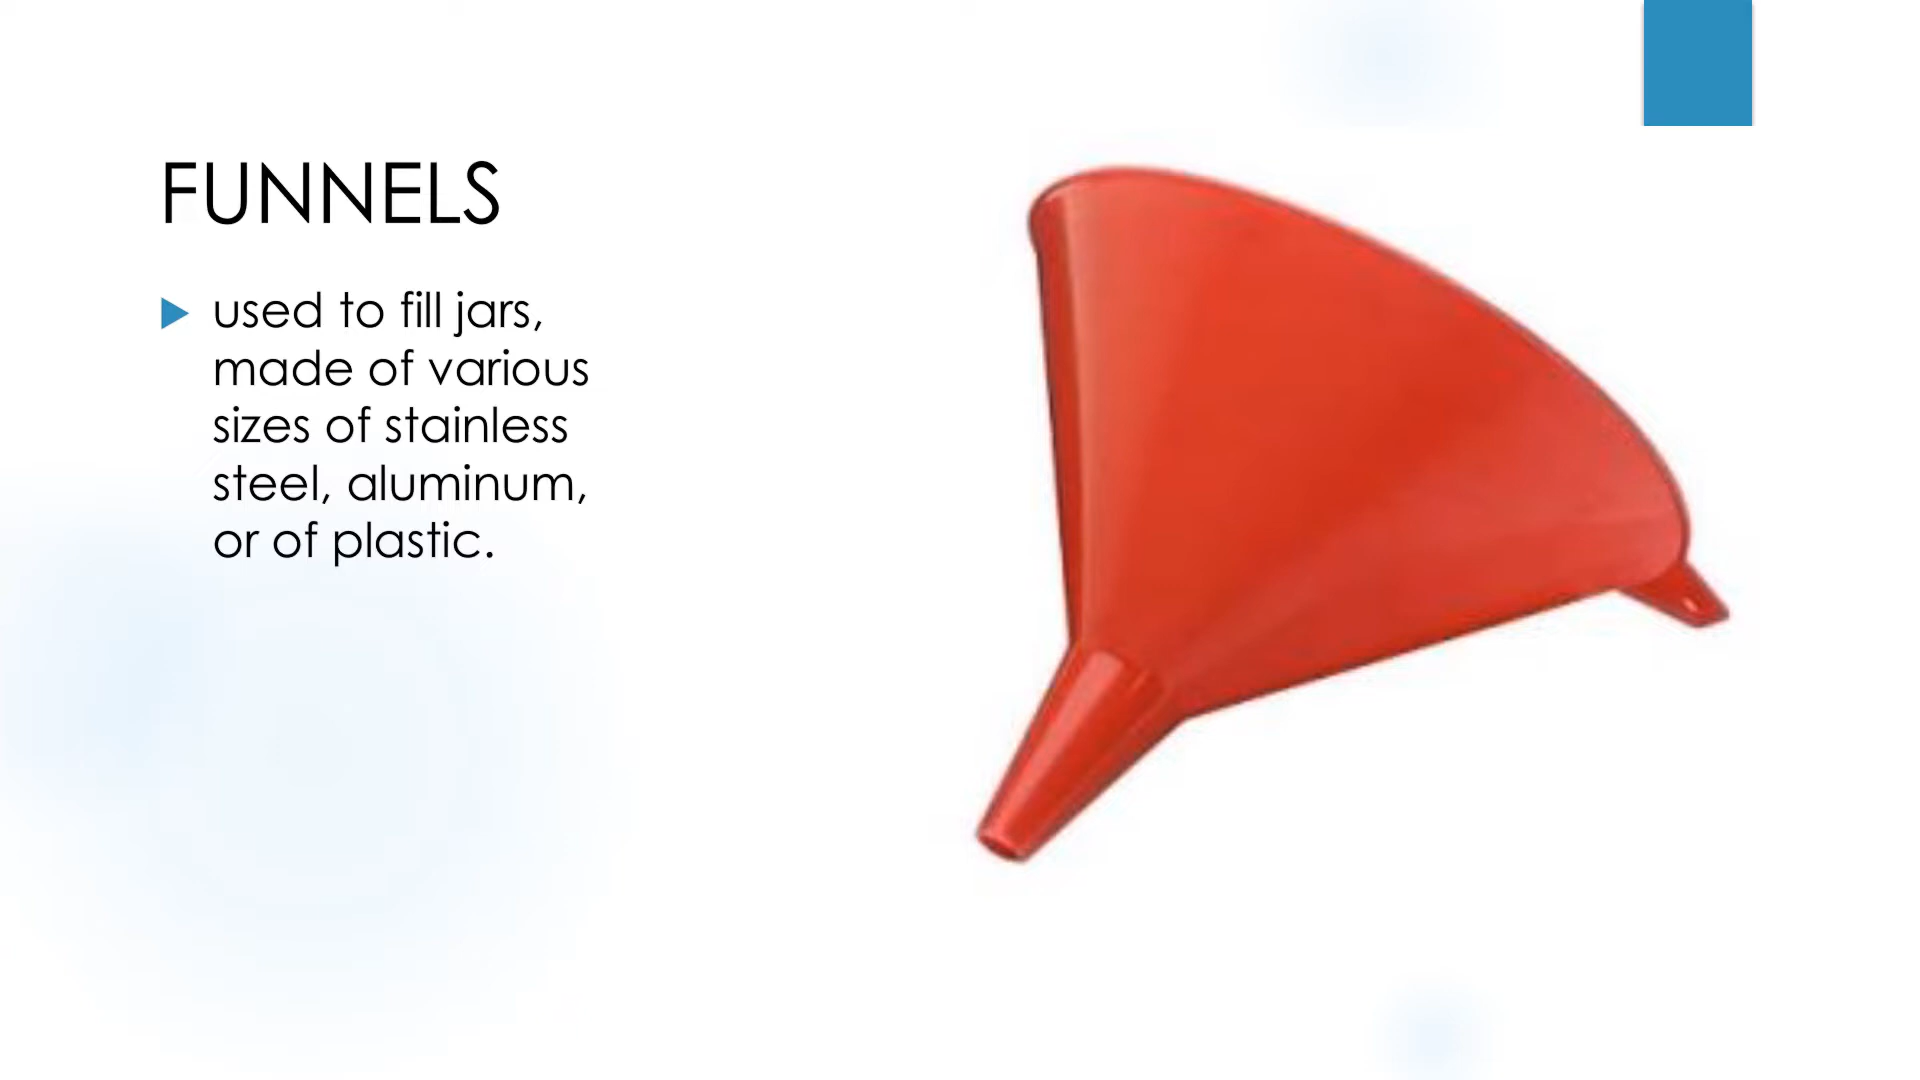 FUNNELS
used to fill jars,
made of various
sizes of stainless
steel, aluminum,
or of plastic.